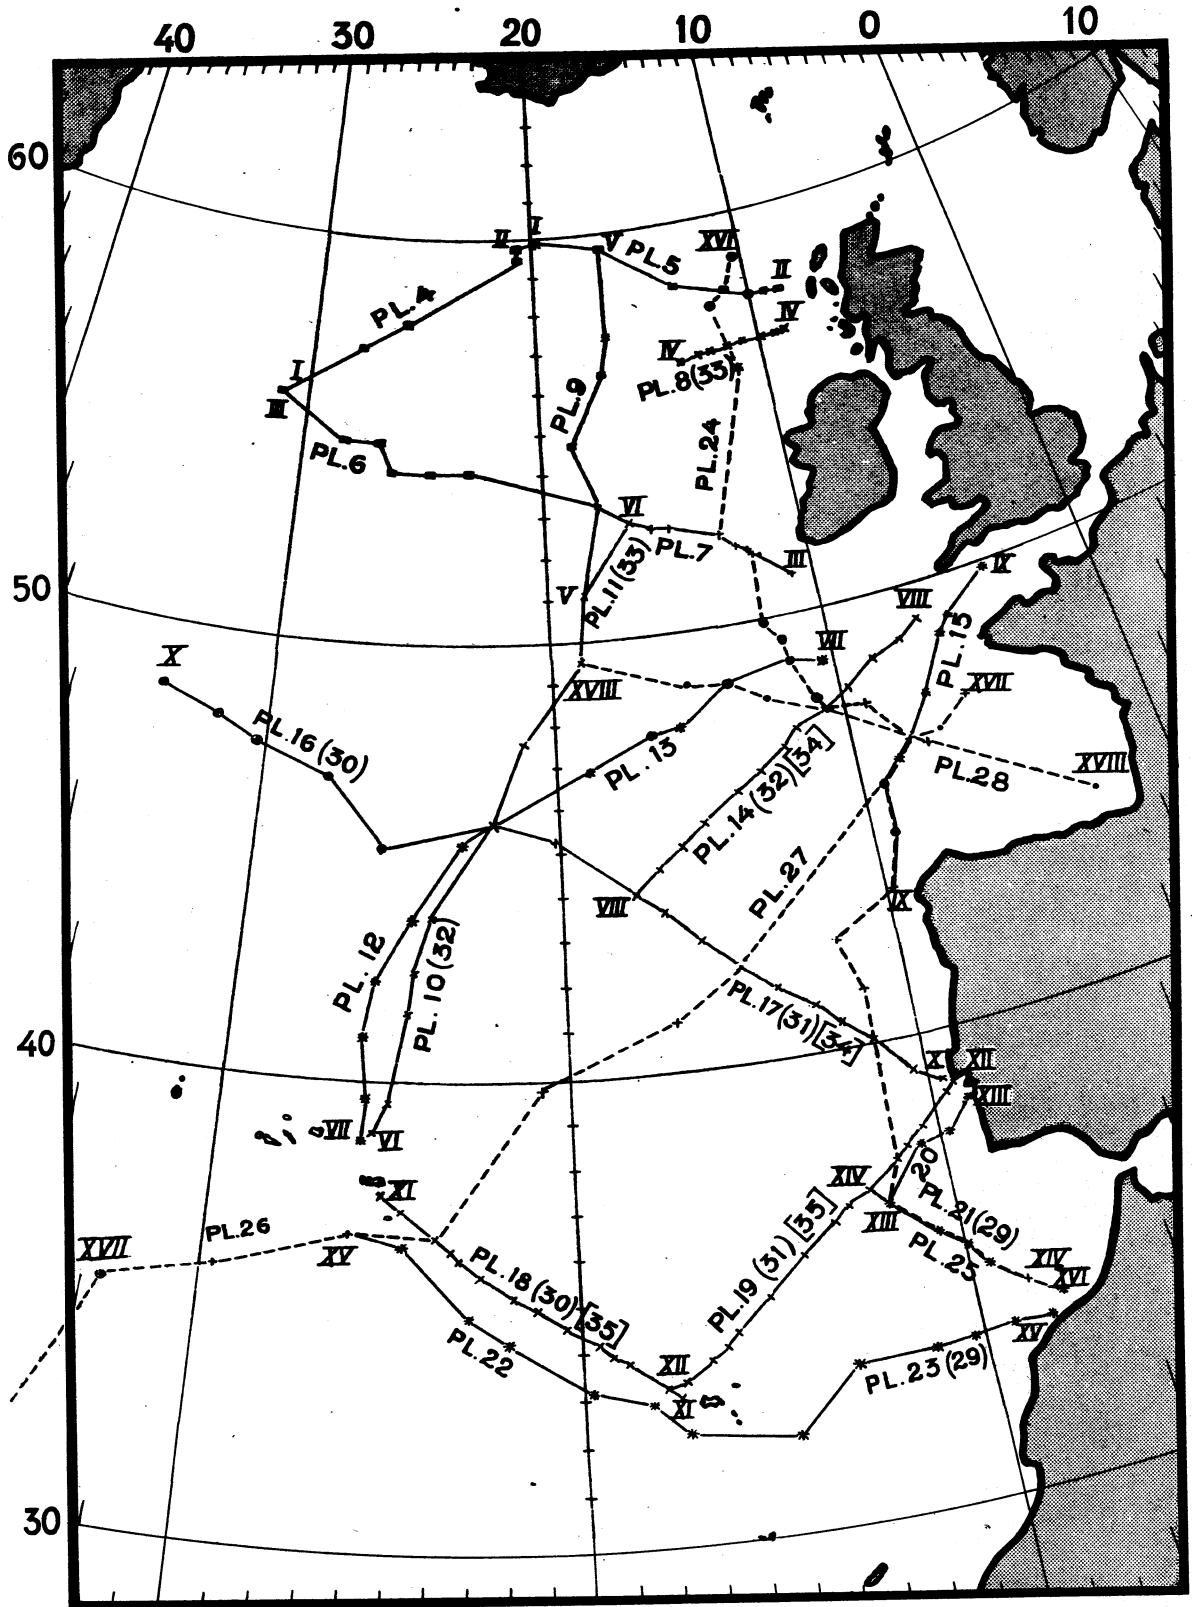 40 30 20 10 0 10
60
I
II
V
PL.5
XVI
II
PL.4
IV
IV
PL.8(33)
I
III
PL.9
PL.6
PL.24
VI
PL.7
III
PL.11(33)
IX
50
V
VIII
PL.15
VII
X
XVIII
XVII
PL.16(30)
PL.13
PL.14(32)[34]
PL.28
XVIII
PL.27
VIII
IX
PL.12
PL.10(32)
PL.17(31)[34]
40
X
XII
XIII
VII
VI
20
XI
XIV
PL.21(29)
XIII
PL.26
XVII
XV
PL.25
XIV
XVI
PL.18(30)[35]
PL.19(31)[35]
PL.22
XV
XII
PL.23(29)
XI
30